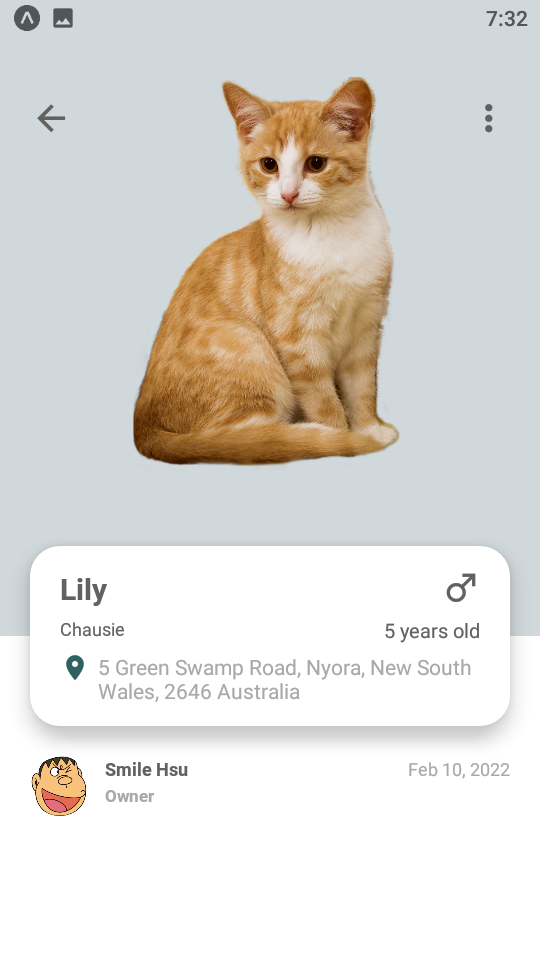 7:32
Lily
Chausie
5 years old
5 Green Swamp Road, Nyora, New South
Wales, 2646 Australia
Smile Hsu
Feb 10, 2022
Owner